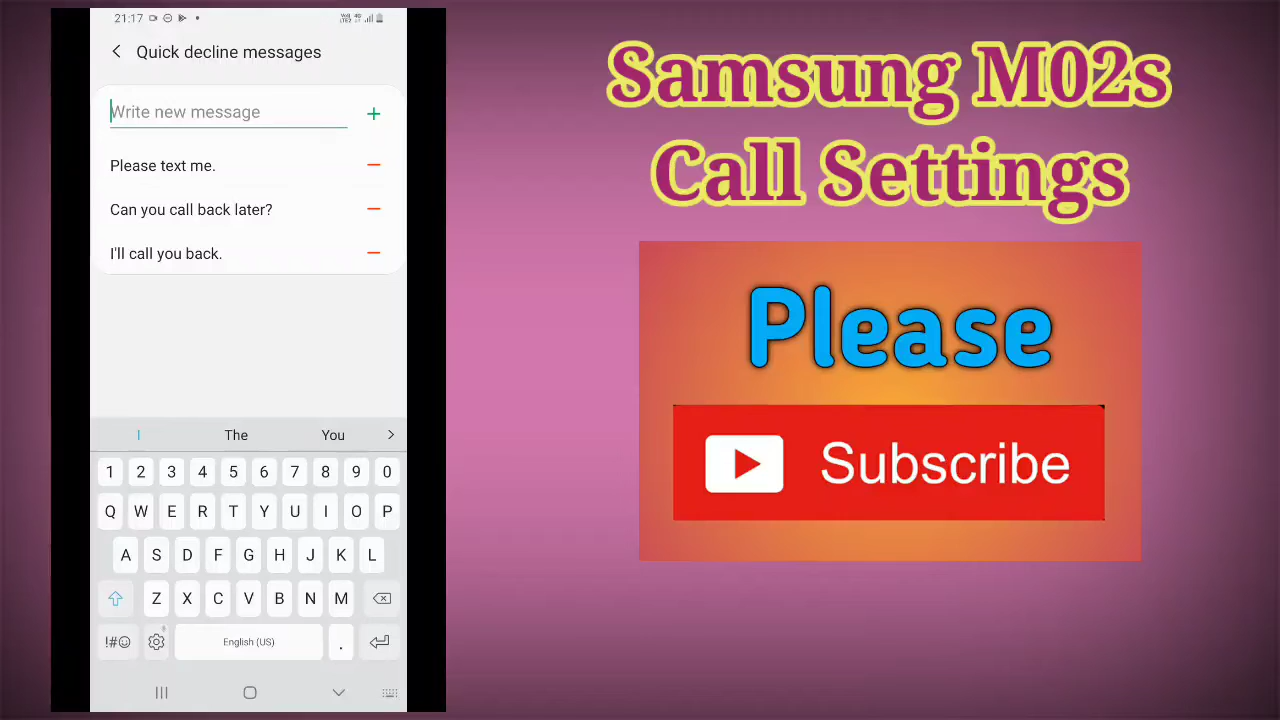 21:17
VoLTE2 4G
Quick decline messages
Write new message
Please text me.
Can you call back later?
I'll call you back.
I The You
1 2 3 4 5 6 7 8 9 0
Q W E R T Y U I O P
A S D F G H J K L
Z X C V B N M
!#☺ English (US) .
Samsung M02s
Call Settings
Please
Subscribe